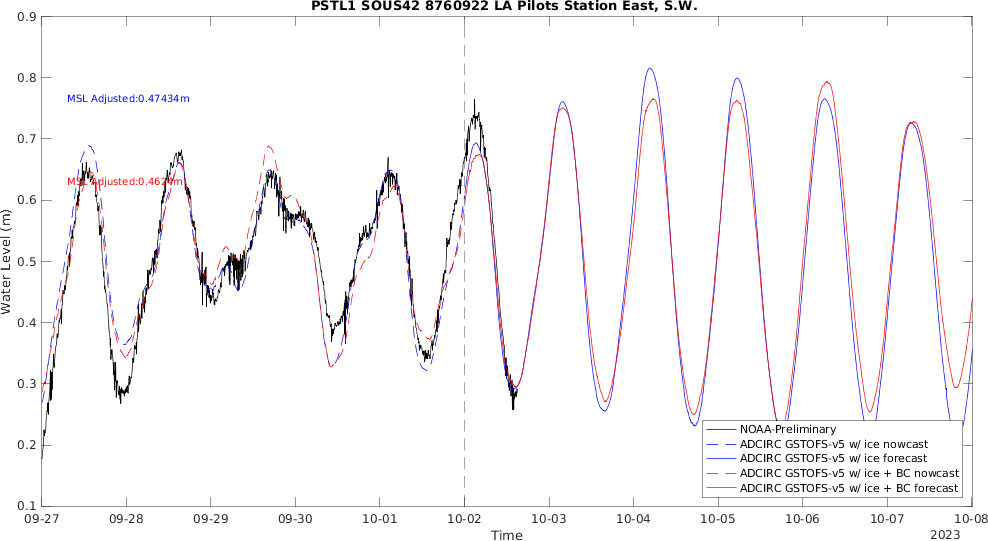 PSTL1 SOUS42 8760922 LA Pilots Station East, S.W.
0.9
0.8
0.7
0.6
0.5
0.4
0.3
0.2
0.1
Water Level (m)
MSL Adjusted:0.47434m
MSL Adjusted:0.4624m
NOAA-Preliminary
ADCIRC GSTOFS-v5 w/ ice nowcast
ADCIRC GSTOFS-v5 w/ ice forecast
ADCIRC GSTOFS-v5 w/ ice + BC nowcast
ADCIRC GSTOFS-v5 w/ ice + BC forecast
09-27 09-28 09-29 09-30 10-01 10-02 10-03 10-04 10-05 10-06 10-07 10-08
Time
2023